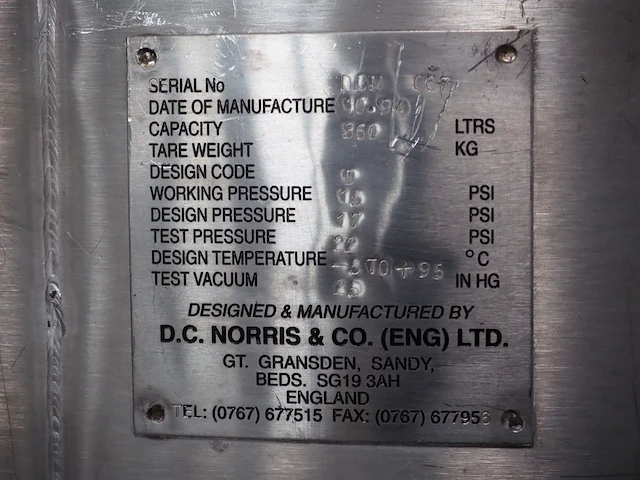 SERIAL No
DATE OF MANUFACTURE
CAPACITY 860 LTRS
TARE WEIGHT KG
DESIGN CODE
WORKING PRESSURE 15 PSI
DESIGN PRESSURE 17 PSI
TEST PRESSURE PSI
DESIGN TEMPERATURE °C
TEST VACUUM IN HG
DESIGNED & MANUFACTURED BY
D.C. NORRIS & CO. (ENG) LTD.
GT. GRANSDEN, SANDY,
BEDS. SG19 3AH
ENGLAND
TEL: (0767) 677515 FAX: (0767) 677956